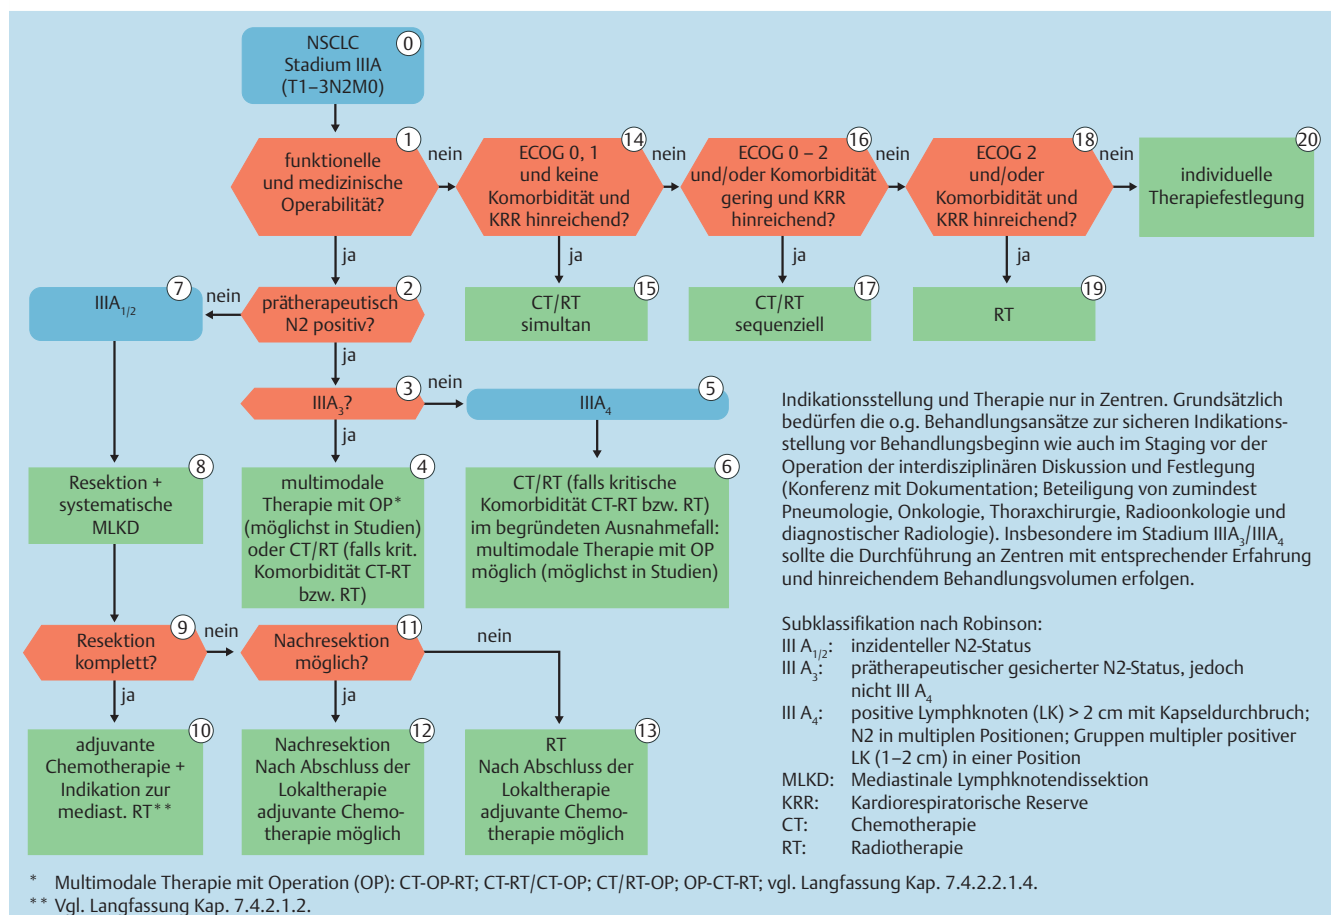 NSCLC
Stadium IIIA
(T1–3N2M0)
0
funktionelle
und medizinische
Operabilität?
1
nein
ECOG 0, 1
und keine
Komorbidität und
KRR hinreichend?
14
nein
ECOG 0 – 2
und/oder Komorbidität
gering und KRR
hinreichend?
16
nein
ECOG 2
und/oder
Komorbidität und
KRR hinreichend?
18
nein
individuelle
Therapiefestlegung
20
ja
ja
ja
ja
IIIA1/2
7
nein
prätherapeutisch
N2 positiv?
2
CT/RT
simultan
15
CT/RT
sequenziell
17
RT
19
ja
IIIA3?
3
nein
IIIA4
5
ja
Resektion +
systematische
MLKD
8
multimodale
Therapie mit OP*
(möglichst in Studien)
oder CT/RT (falls krit.
Komorbidität CT-RT
bzw. RT)
4
CT/RT (falls kritische
Komorbidität CT-RT bzw. RT)
im begründeten Ausnahmefall:
multimodale Therapie mit OP
möglich (möglichst in Studien)
6
Resektion
komplett?
9
nein
Nachresektion
möglich?
11
nein
ja
ja
adjuvante
Chemotherapie +
Indikation zur
mediast. RT**
10
Nachresektion
Nach Abschluss der
Lokaltherapie
adjuvante Chemo-
therapie möglich
12
RT
Nach Abschluss der
Lokaltherapie
adjuvante Chemo-
therapie möglich
13
Indikationsstellung und Therapie nur in Zentren. Grundsätzlich
bedürfen die o.g. Behandlungsansätze zur sicheren Indikations-
stellung vor Behandlungsbeginn wie auch im Staging vor der
Operation der interdisziplinären Diskussion und Festlegung
(Konferenz mit Dokumentation; Beteiligung von zumindest
Pneumologie, Onkologie, Thoraxchirurgie, Radioonkologie und
diagnostischer Radiologie). Insbesondere im Stadium IIIA3/IIIA4
sollte die Durchführung an Zentren mit entsprechender Erfahrung
und hinreichendem Behandlungsvolumen erfolgen.
Subklassifikation nach Robinson:
III A1/2: inzidenteller N2-Status
III A3: prätherapeutischer gesicherter N2-Status, jedoch
nicht III A4
III A4: positive Lymphknoten (LK) > 2 cm mit Kapseldurchbruch;
N2 in multiplen Positionen; Gruppen multipler positiver
LK (1–2 cm) in einer Position
MLKD: Mediastinale Lymphknotendissektion
KRR: Kardiorespiratorische Reserve
CT: Chemotherapie
RT: Radiotherapie
* Multimodale Therapie mit Operation (OP): CT-OP-RT; CT-RT/CT-OP; CT/RT-OP; OP-CT-RT; vgl. Langfassung Kap. 7.4.2.2.1.4.
** Vgl. Langfassung Kap. 7.4.2.1.2.